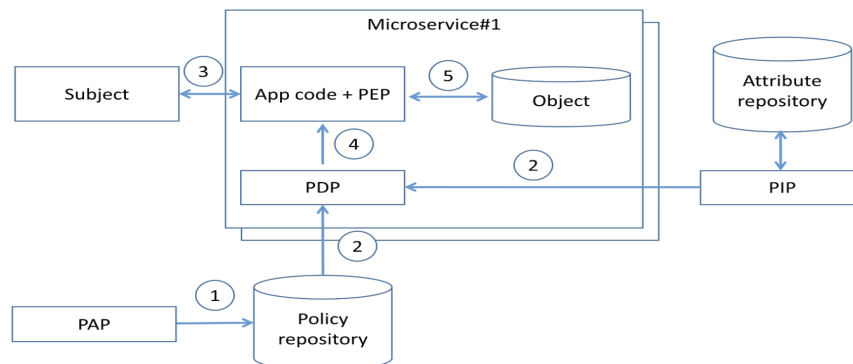 Microservice#1
3
5
Subject
App code + PEP
Object
Attribute
repository
4
2
PDP
PIP
2
1
PAP
Policy
repository